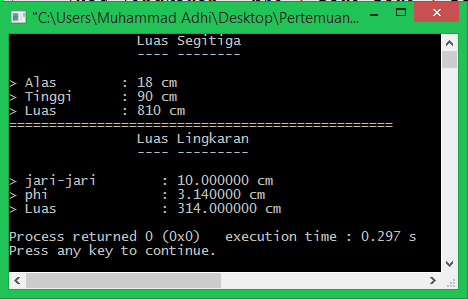 "C:\Users\Muhammad Adhi\Desktop\Pertemuan...
Luas Segitiga
---- --------
> Alas        : 18 cm
> Tinggi      : 90 cm
> Luas        : 810 cm
================================================
Luas Lingkaran
---- ---------
> jari-jari        : 10.000000 cm
> phi              : 3.140000 cm
> Luas             : 314.000000 cm
Process returned 0 (0x0)   execution time : 0.297 s
Press any key to continue.